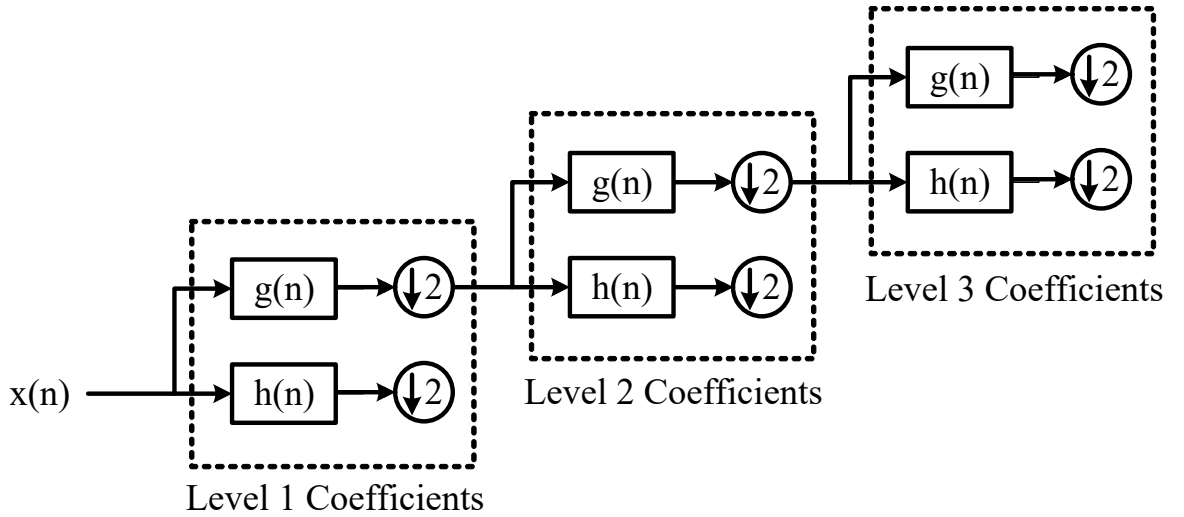 x(n)
g(n)
↓2
h(n)
↓2
Level 1 Coefficients
g(n)
↓2
h(n)
↓2
Level 2 Coefficients
g(n)
↓2
h(n)
↓2
Level 3 Coefficients